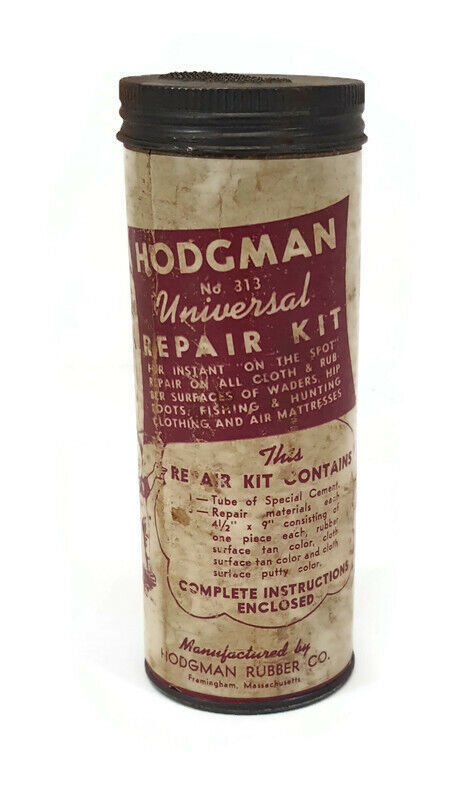 HODGMAN
No. 313
Universal
REPAIR KIT
FOR INSTANT "ON THE SPOT"
REPAIR ON ALL CLOTH & RUB-
BER SURFACES OF WADERS, HIP
BOOTS, FISHING & HUNTING
CLOTHING AND AIR MATTRESSES
This
REPAIR KIT CONTAINS
1—Tube of Special Cement.
—Repair materials each
4½" x 9" consisting of
one piece each, rubber
surface tan color, cloth
surface tan color and cloth
surface putty color.
COMPLETE INSTRUCTIONS
ENCLOSED
Manufactured by
HODGMAN RUBBER CO.
Framingham, Massachusetts